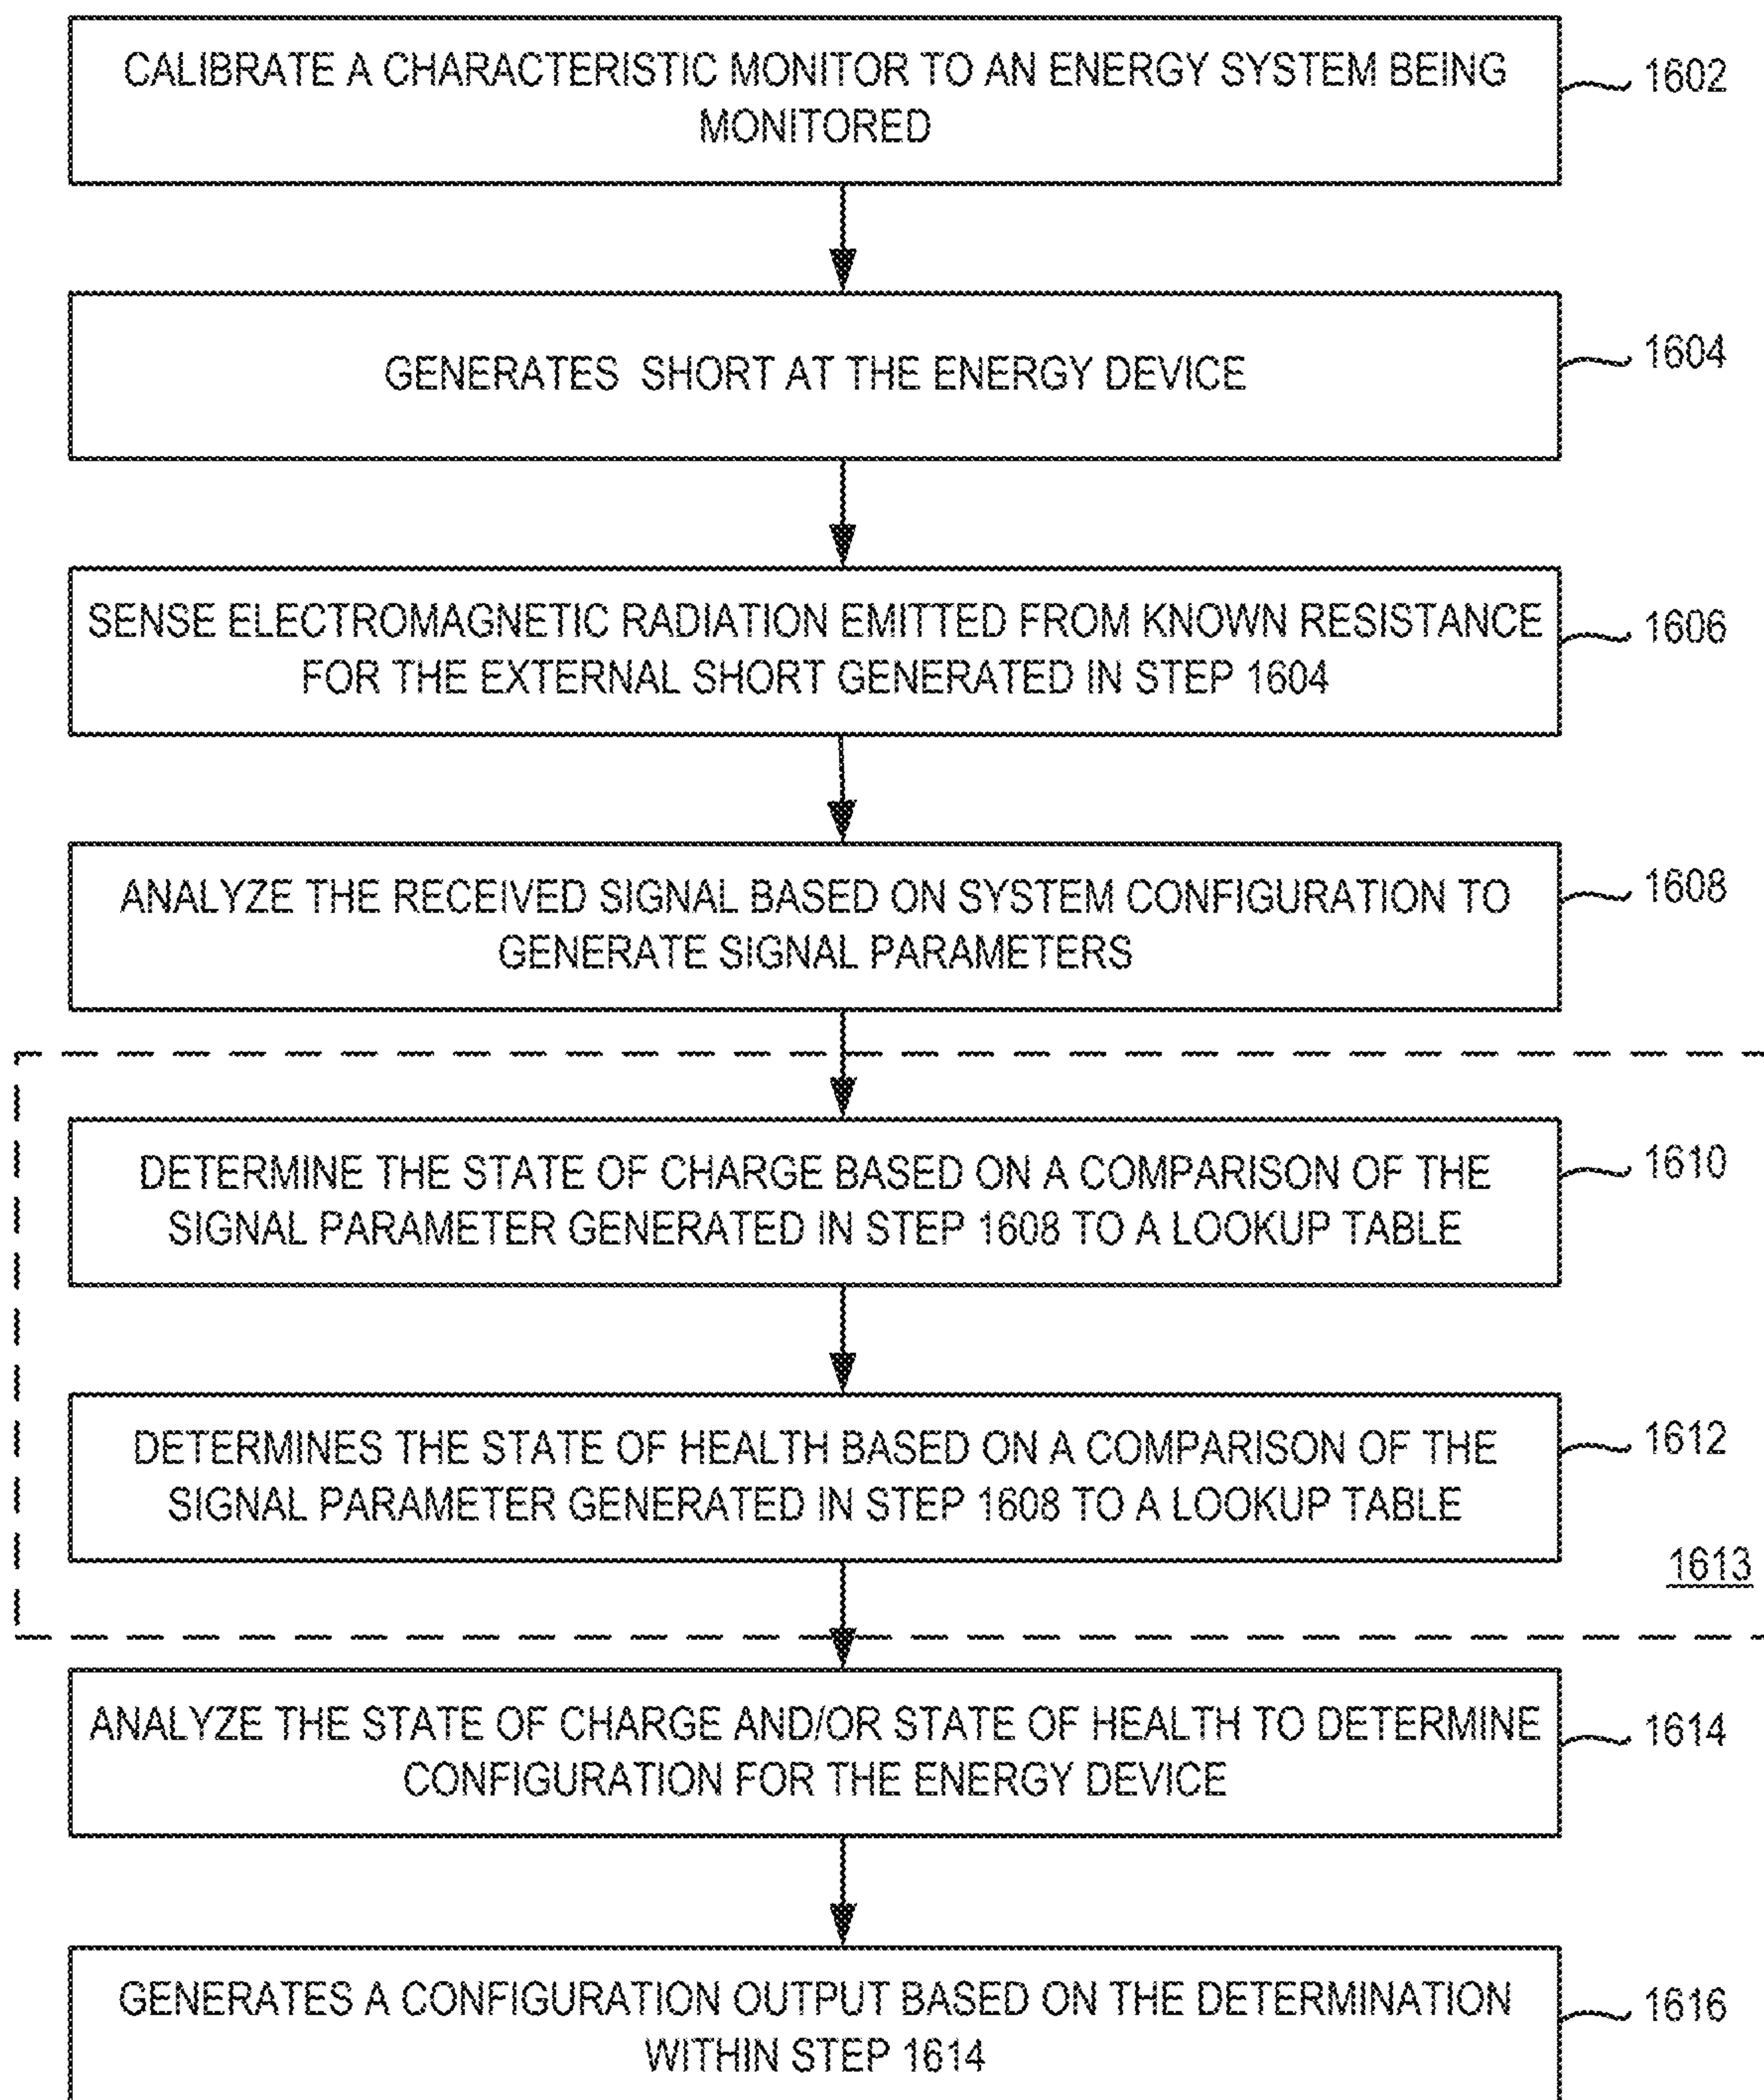 CALIBRATE A CHARACTERISTIC MONITOR TO AN ENERGY SYSTEM BEING
MONITORED
1602
GENERATES SHORT AT THE ENERGY DEVICE
1604
SENSE ELECTROMAGNETIC RADIATION EMITTED FROM KNOWN RESISTANCE
FOR THE EXTERNAL SHORT GENERATED IN STEP 1604
1606
ANALYZE THE RECEIVED SIGNAL BASED ON SYSTEM CONFIGURATION TO
GENERATE SIGNAL PARAMETERS
1608
DETERMINE THE STATE OF CHARGE BASED ON A COMPARISON OF THE
SIGNAL PARAMETER GENERATED IN STEP 1608 TO A LOOKUP TABLE
1610
DETERMINES THE STATE OF HEALTH BASED ON A COMPARISON OF THE
SIGNAL PARAMETER GENERATED IN STEP 1608 TO A LOOKUP TABLE
1612
1613
ANALYZE THE STATE OF CHARGE AND/OR STATE OF HEALTH TO DETERMINE
CONFIGURATION FOR THE ENERGY DEVICE
1614
GENERATES A CONFIGURATION OUTPUT BASED ON THE DETERMINATION
WITHIN STEP 1614
1616